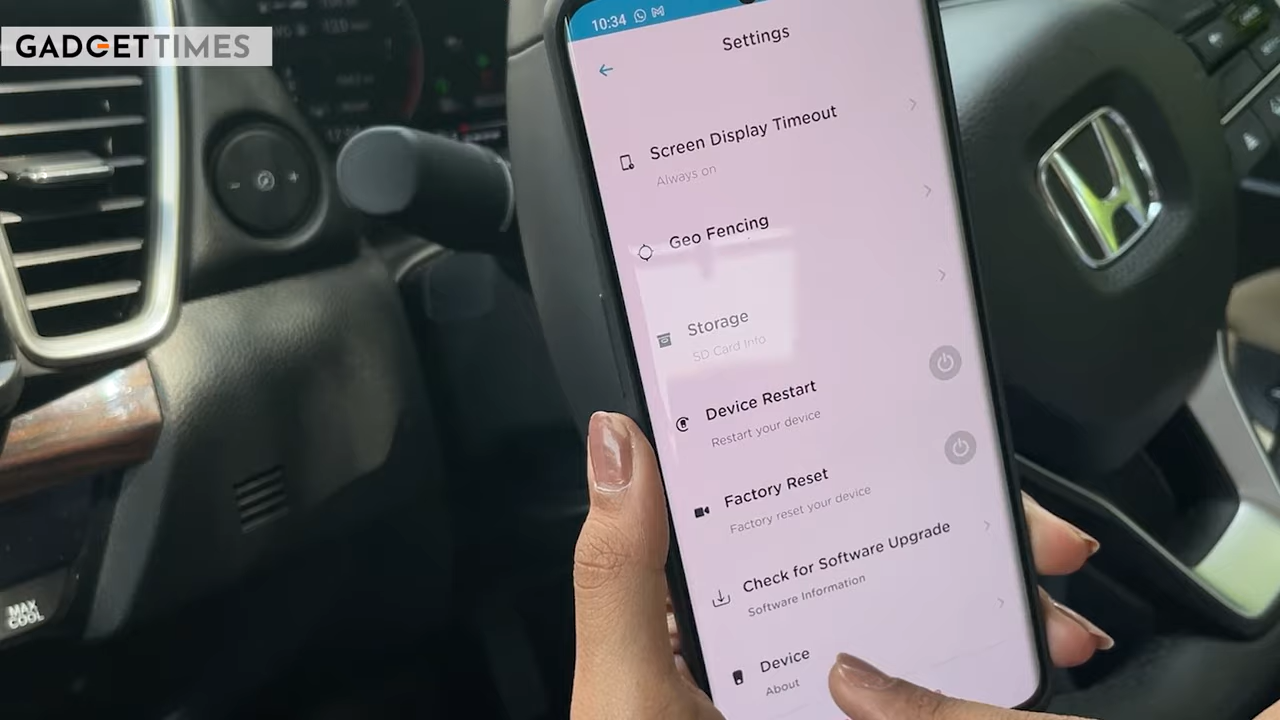 GADGETTIMES
10:34
Settings
Screen Display Timeout
Always on
Geo Fencing
Storage
SD Card Info
Device Restart
Restart your device
Factory Reset
Factory reset your device
Check for Software Upgrade
Software Information
Device
About
MAX
COOL